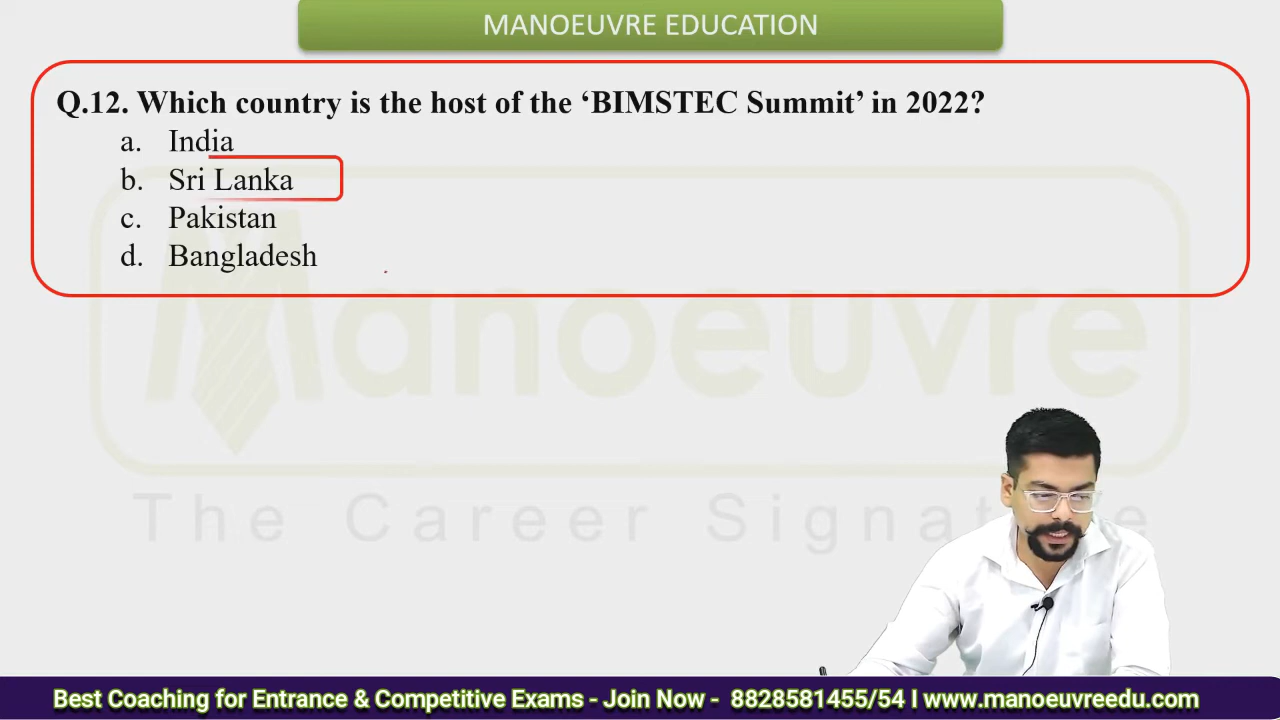 MANOEUVRE EDUCATION
Q.12. Which country is the host of the ‘BIMSTEC Summit’ in 2022?
a. India
b. Sri Lanka
c. Pakistan
d. Bangladesh
Manoeuvre
The Career Signature
Best Coaching for Entrance & Competitive Exams - Join Now - 8828581455/54 I www.manoeuvreedu.com